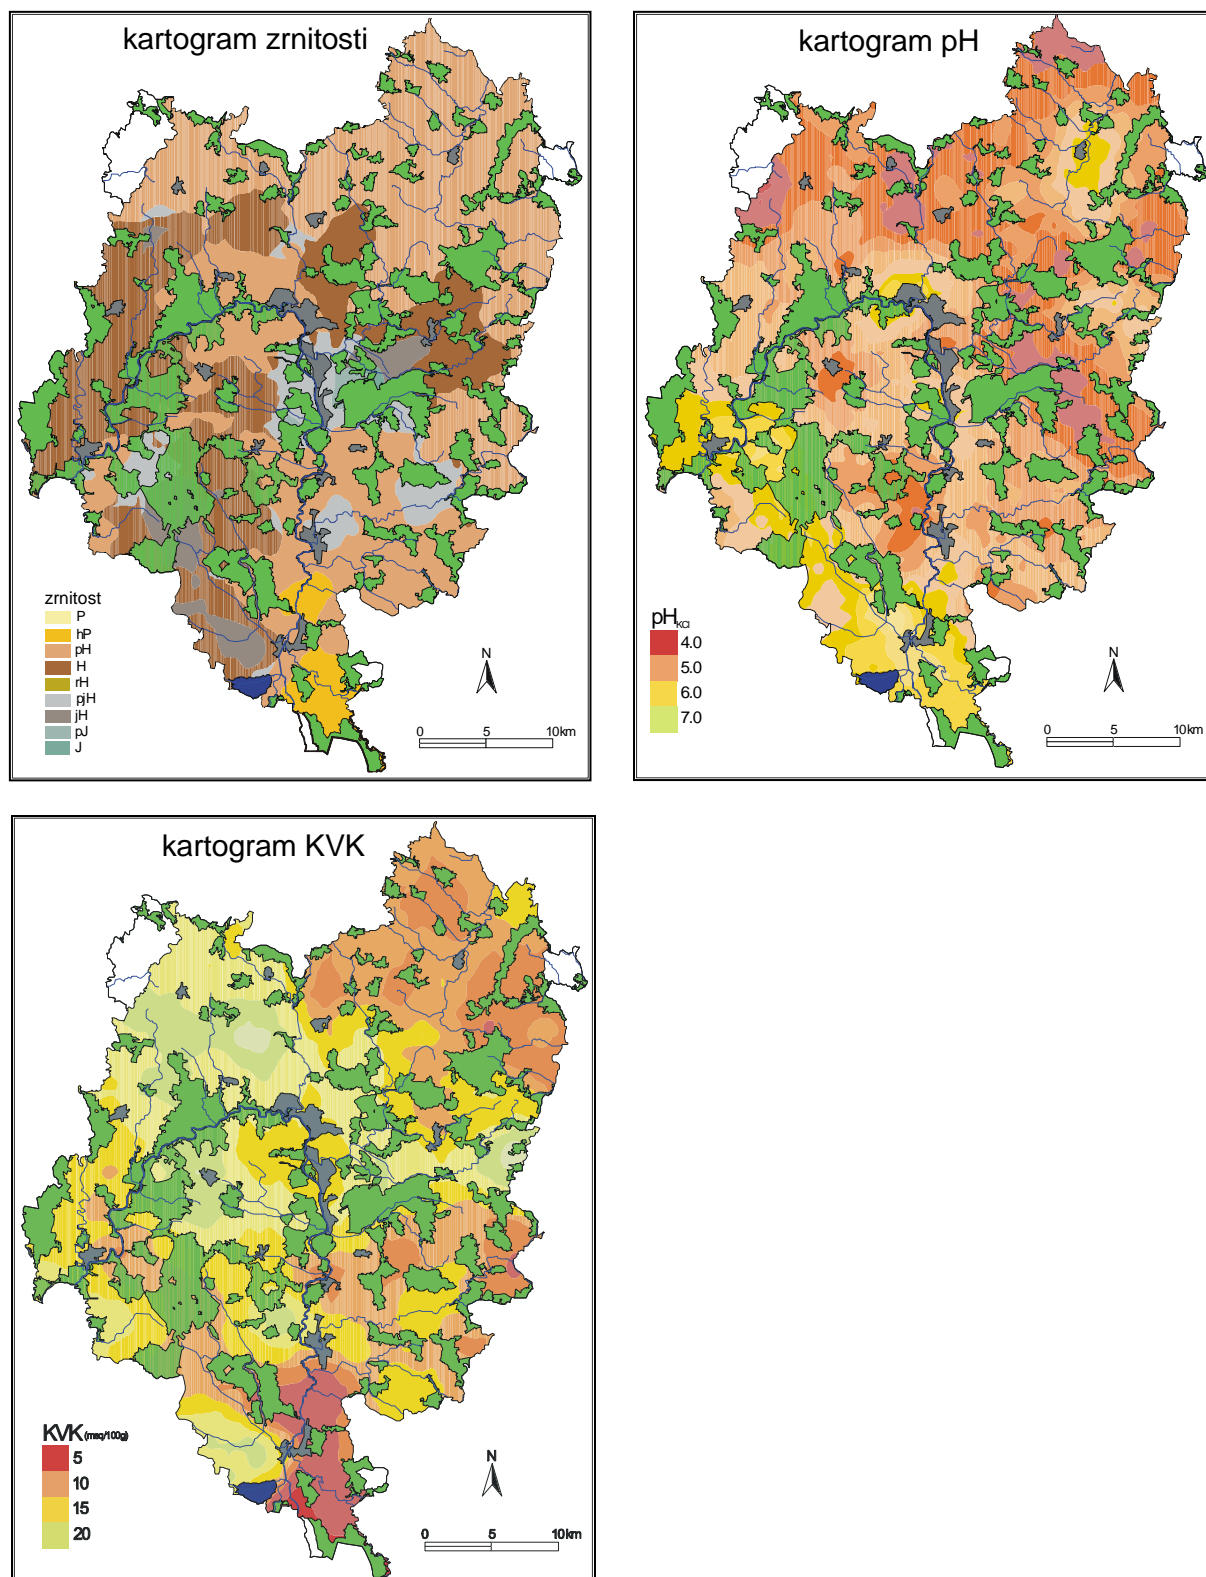 kartogram zrnitosti
zrnitost
P
hP
pH
H
rH
pjH
jH
pJ
J
N
0 5 10km
kartogram pH
pHKCl
4.0
5.0
6.0
7.0
N
0 5 10km
kartogram KVK
KVK (meq/100g)
5
10
15
20
N
0 5 10km